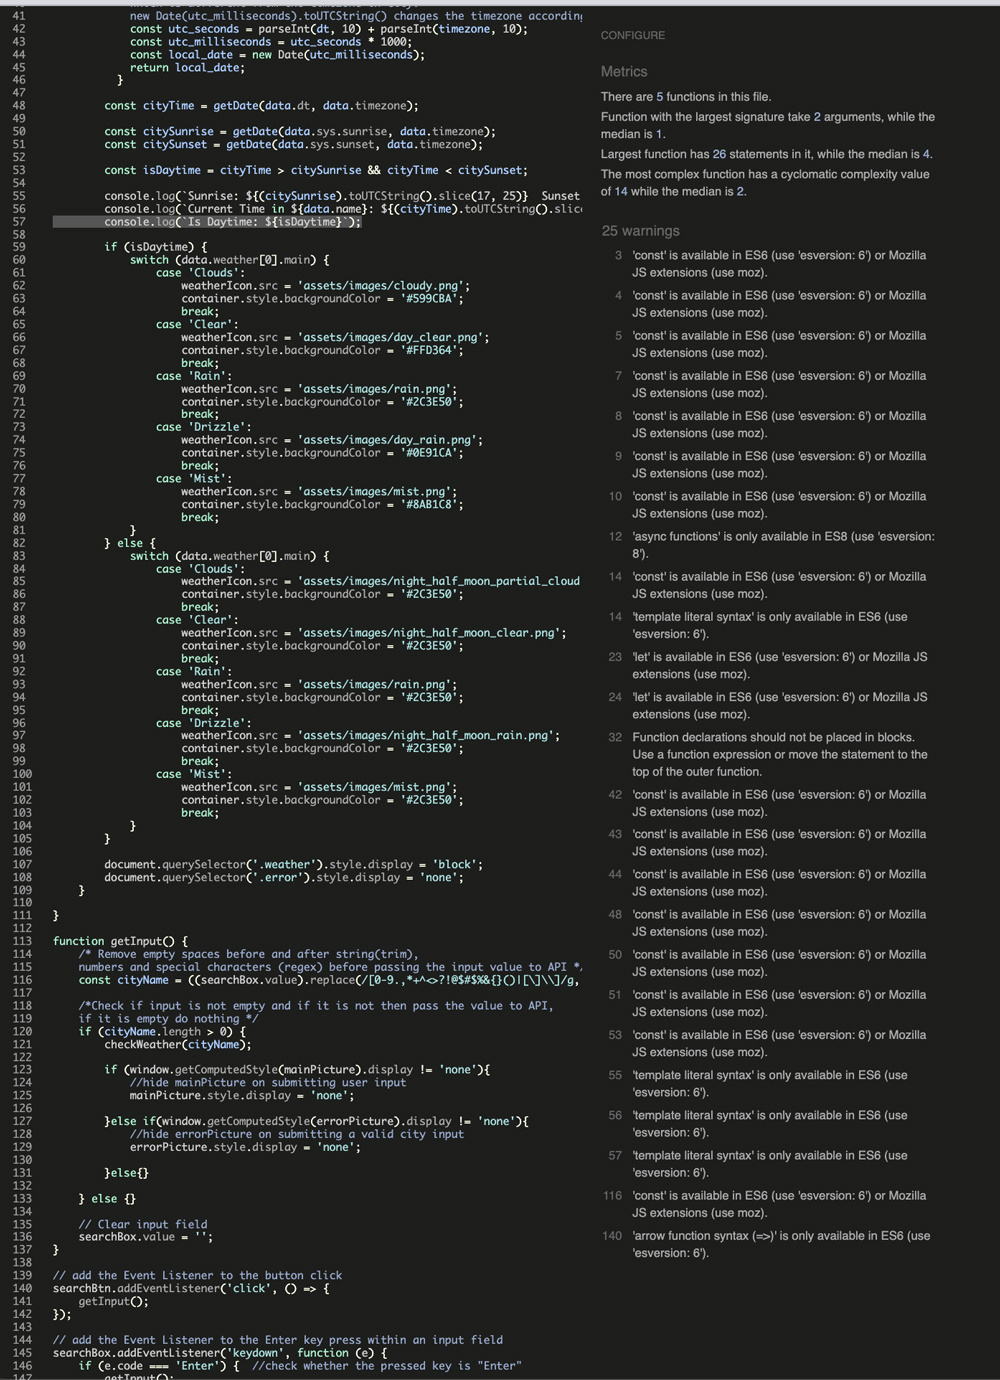 41 new Date(utc_milliseconds).toUTCString() changes the timezone according
42 const utc_seconds = parseInt(dt, 10) + parseInt(timezone, 10);
43 const utc_milliseconds = utc_seconds * 1000;
44 const local_date = new Date(utc_milliseconds);
45 return local_date;
46 }
47
48 const cityTime = getDate(data.dt, data.timezone);
49
50 const citySunrise = getDate(data.sys.sunrise, data.timezone);
51 const citySunset = getDate(data.sys.sunset, data.timezone);
52
53 const isDaytime = cityTime > citySunrise && cityTime < citySunset;
54
55 console.log(`Sunrise: ${(citySunrise).toUTCString().slice(17, 25)} Sunset
56 console.log(`Current Time in ${data.name}: ${(cityTime).toUTCString().slice
57 console.log(`Is Daytime: ${isDaytime}`);
58
59 if (isDaytime) {
60 switch (data.weather[0].main) {
61 case 'Clouds':
62 weatherIcon.src = 'assets/images/cloudy.png';
63 container.style.backgroundColor = '#599CBA';
64 break;
65 case 'Clear':
66 weatherIcon.src = 'assets/images/day_clear.png';
67 container.style.backgroundColor = '#FFD364';
68 break;
69 case 'Rain':
70 weatherIcon.src = 'assets/images/rain.png';
71 container.style.backgroundColor = '#2C3E50';
72 break;
73 case 'Drizzle':
74 weatherIcon.src = 'assets/images/day_rain.png';
75 container.style.backgroundColor = '#0E91CA';
76 break;
77 case 'Mist':
78 weatherIcon.src = 'assets/images/mist.png';
79 container.style.backgroundColor = '#8AB1C8';
80 break;
81 }
82 } else {
83 switch (data.weather[0].main) {
84 case 'Clouds':
85 weatherIcon.src = 'assets/images/night_half_moon_partial_cloud
86 container.style.backgroundColor = '#2C3E50';
87 break;
88 case 'Clear':
89 weatherIcon.src = 'assets/images/night_half_moon_clear.png';
90 container.style.backgroundColor = '#2C3E50';
91 break;
92 case 'Rain':
93 weatherIcon.src = 'assets/images/rain.png';
94 container.style.backgroundColor = '#2C3E50';
95 break;
96 case 'Drizzle':
97 weatherIcon.src = 'assets/images/night_half_moon_rain.png';
98 container.style.backgroundColor = '#2C3E50';
99 break;
100 case 'Mist':
101 weatherIcon.src = 'assets/images/mist.png';
102 container.style.backgroundColor = '#2C3E50';
103 break;
104 }
105 }
106
107 document.querySelector('.weather').style.display = 'block';
108 document.querySelector('.error').style.display = 'none';
109 }
110
111 }
112
113 function getInput() {
114 /* Remove empty spaces before and after string(trim),
115 numbers and special characters (regex) before passing the input value to API *
116 const cityName = ((searchBox.value).replace(/[0-9.,*+^<>?!@$#$%&{}()|[\]\\]/g,
117
118 /*Check if input is not empty and if it is not then pass the value to API,
119 if it is empty do nothing */
120 if (cityName.length > 0) {
121 checkWeather(cityName);
122
123 if (window.getComputedStyle(mainPicture).display != 'none'){
124 //hide mainPicture on submitting user input
125 mainPicture.style.display = 'none';
126
127 }else if(window.getComputedStyle(errorPicture).display != 'none'){
128 //hide errorPicture on submitting a valid city input
129 errorPicture.style.display = 'none';
130
131 }else{}
132
133 } else {}
134
135 // Clear input field
136 searchBox.value = '';
137 }
138
139 // add the Event Listener to the button click
140 searchBtn.addEventListener('click', () => {
141 getInput();
142 });
143
144 // add the Event Listener to the Enter key press within an input field
145 searchBox.addEventListener('keydown', function (e) {
146 if (e.code === 'Enter') { //check whether the pressed key is "Enter"
147 getInput();
CONFIGURE
Metrics
There are 5 functions in this file.
Function with the largest signature take 2 arguments, while the
median is 1.
Largest function has 26 statements in it, while the median is 4.
The most complex function has a cyclomatic complexity value
of 14 while the median is 2.
25 warnings
3 'const' is available in ES6 (use 'esversion: 6') or Mozilla
JS extensions (use moz).
4 'const' is available in ES6 (use 'esversion: 6') or Mozilla
JS extensions (use moz).
5 'const' is available in ES6 (use 'esversion: 6') or Mozilla
JS extensions (use moz).
7 'const' is available in ES6 (use 'esversion: 6') or Mozilla
JS extensions (use moz).
8 'const' is available in ES6 (use 'esversion: 6') or Mozilla
JS extensions (use moz).
9 'const' is available in ES6 (use 'esversion: 6') or Mozilla
JS extensions (use moz).
10 'const' is available in ES6 (use 'esversion: 6') or Mozilla
JS extensions (use moz).
12 'async functions' is only available in ES8 (use 'esversion:
8').
14 'const' is available in ES6 (use 'esversion: 6') or Mozilla
JS extensions (use moz).
14 'template literal syntax' is only available in ES6 (use
'esversion: 6').
23 'let' is available in ES6 (use 'esversion: 6') or Mozilla JS
extensions (use moz).
24 'let' is available in ES6 (use 'esversion: 6') or Mozilla JS
extensions (use moz).
32 Function declarations should not be placed in blocks.
Use a function expression or move the statement to the
top of the outer function.
42 'const' is available in ES6 (use 'esversion: 6') or Mozilla
JS extensions (use moz).
43 'const' is available in ES6 (use 'esversion: 6') or Mozilla
JS extensions (use moz).
44 'const' is available in ES6 (use 'esversion: 6') or Mozilla
JS extensions (use moz).
48 'const' is available in ES6 (use 'esversion: 6') or Mozilla
JS extensions (use moz).
50 'const' is available in ES6 (use 'esversion: 6') or Mozilla
JS extensions (use moz).
51 'const' is available in ES6 (use 'esversion: 6') or Mozilla
JS extensions (use moz).
53 'const' is available in ES6 (use 'esversion: 6') or Mozilla
JS extensions (use moz).
55 'template literal syntax' is only available in ES6 (use
'esversion: 6').
56 'template literal syntax' is only available in ES6 (use
'esversion: 6').
57 'template literal syntax' is only available in ES6 (use
'esversion: 6').
116 'const' is available in ES6 (use 'esversion: 6') or Mozilla
JS extensions (use moz).
140 'arrow function syntax (=>)' is only available in ES6 (use
'esversion: 6').